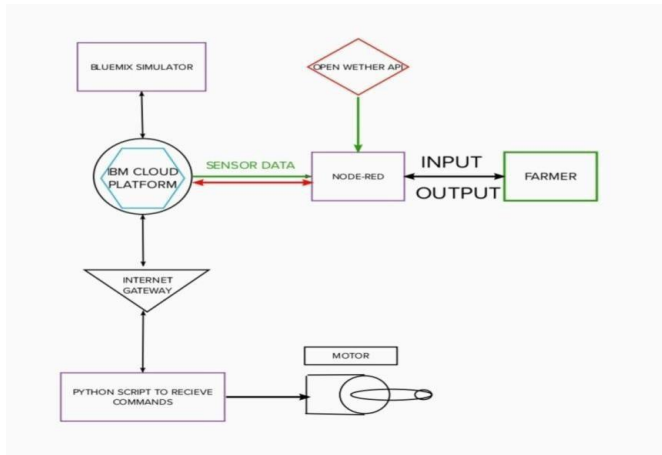 BLUEMIX SIMULATOR
OPEN WETHER API
IBM CLOUD
PLATFORM
SENSOR DATA
NODE-RED
INPUT
OUTPUT
FARMER
INTERNET
GATEWAY
MOTOR
PYTHON SCRIPT TO RECIEVE
COMMANDS